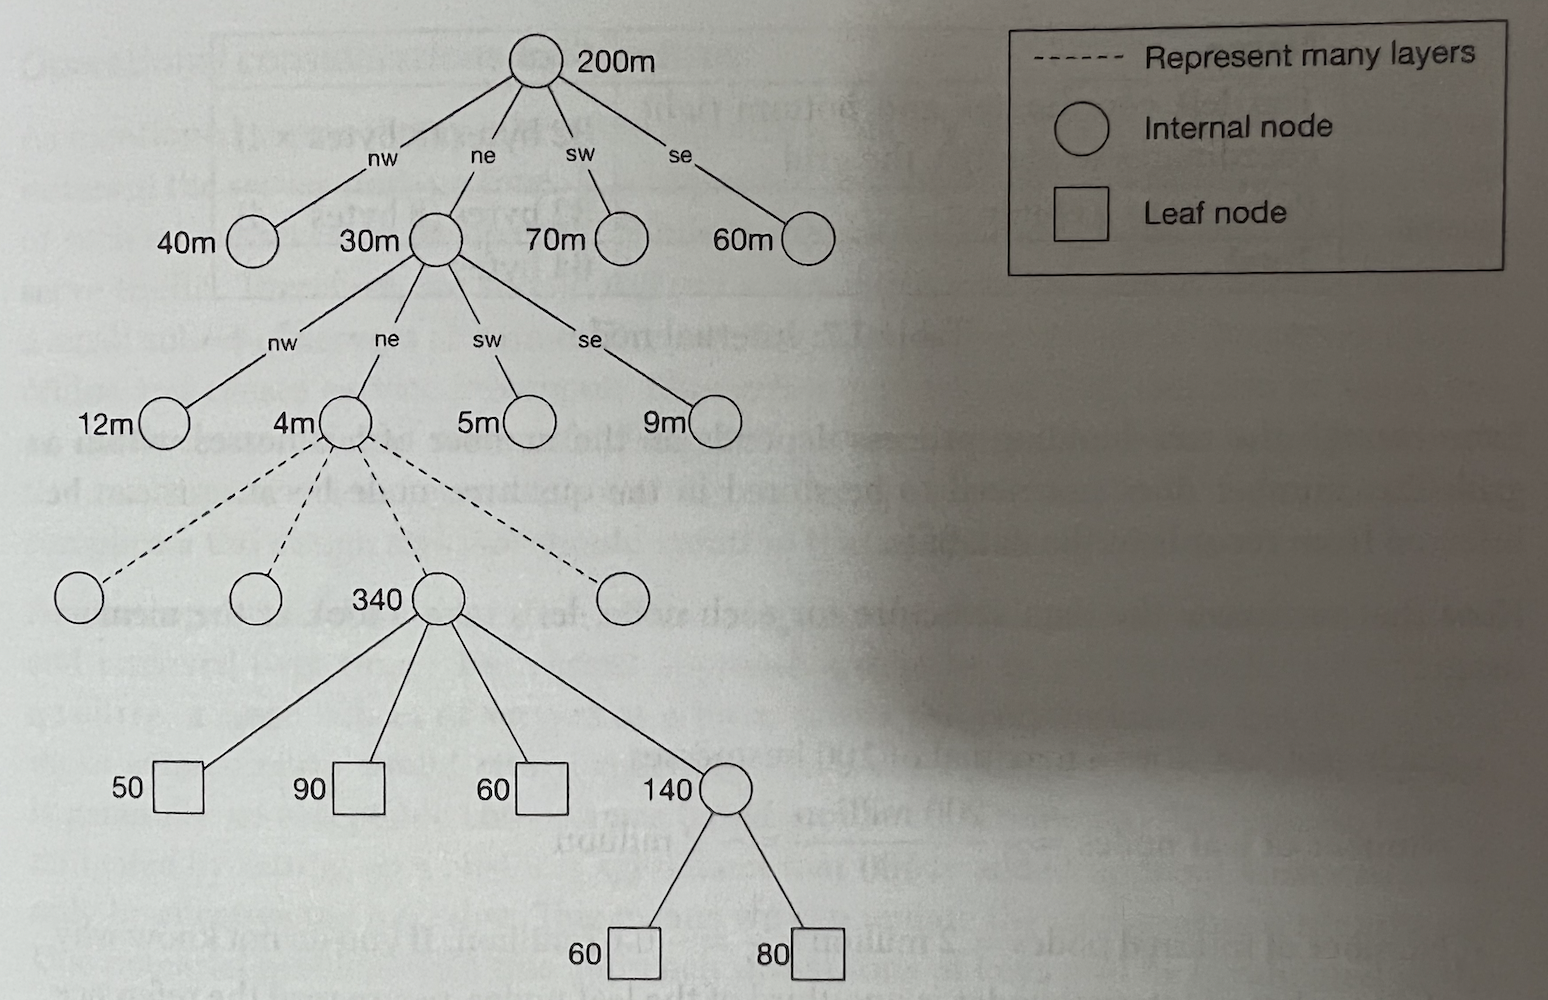 200m
Represent many layers
Internal node
Leaf node
nw ne sw se
40m 30m 70m 60m
nw ne sw se
12m 4m 5m 9m
340
50 90 60 140
60 80